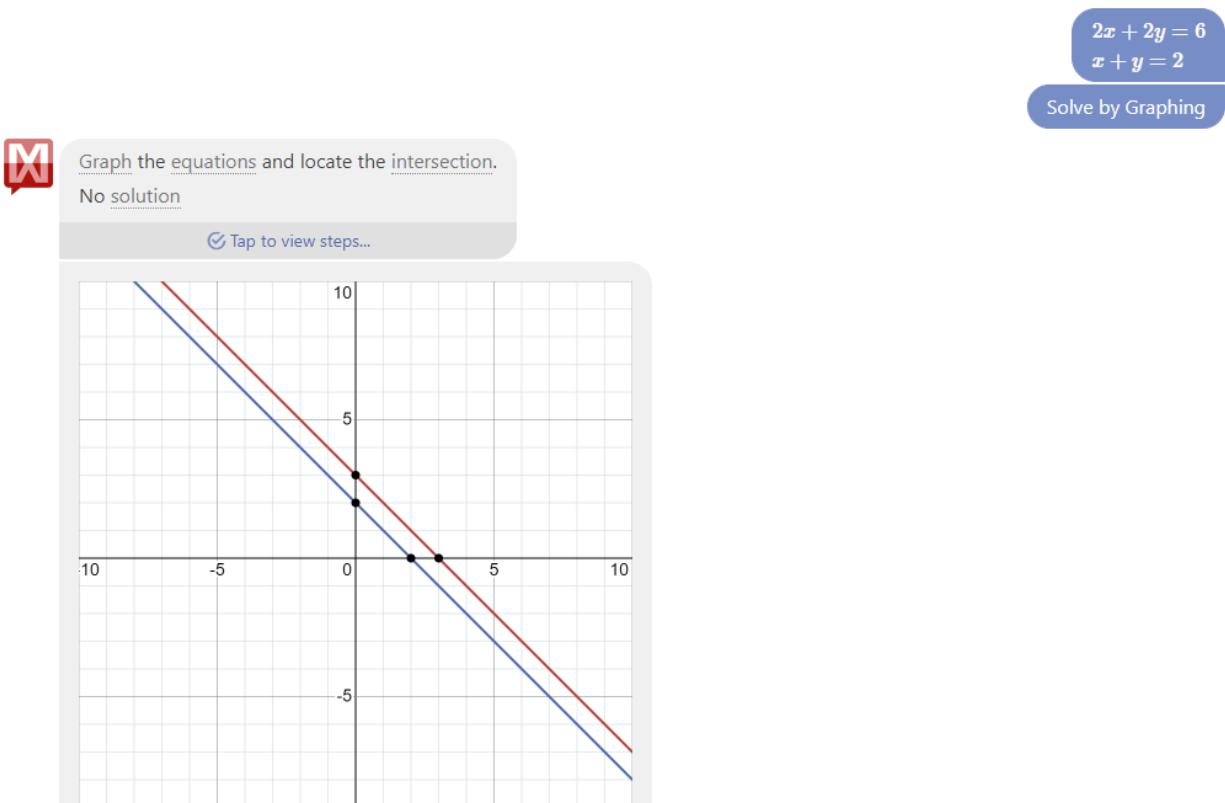 2x + 2y = 6
x + y = 2
Solve by Graphing
M
Graph the equations and locate the intersection.
No solution
Tap to view steps...
10
5
-10
-5
0
5
10
-5